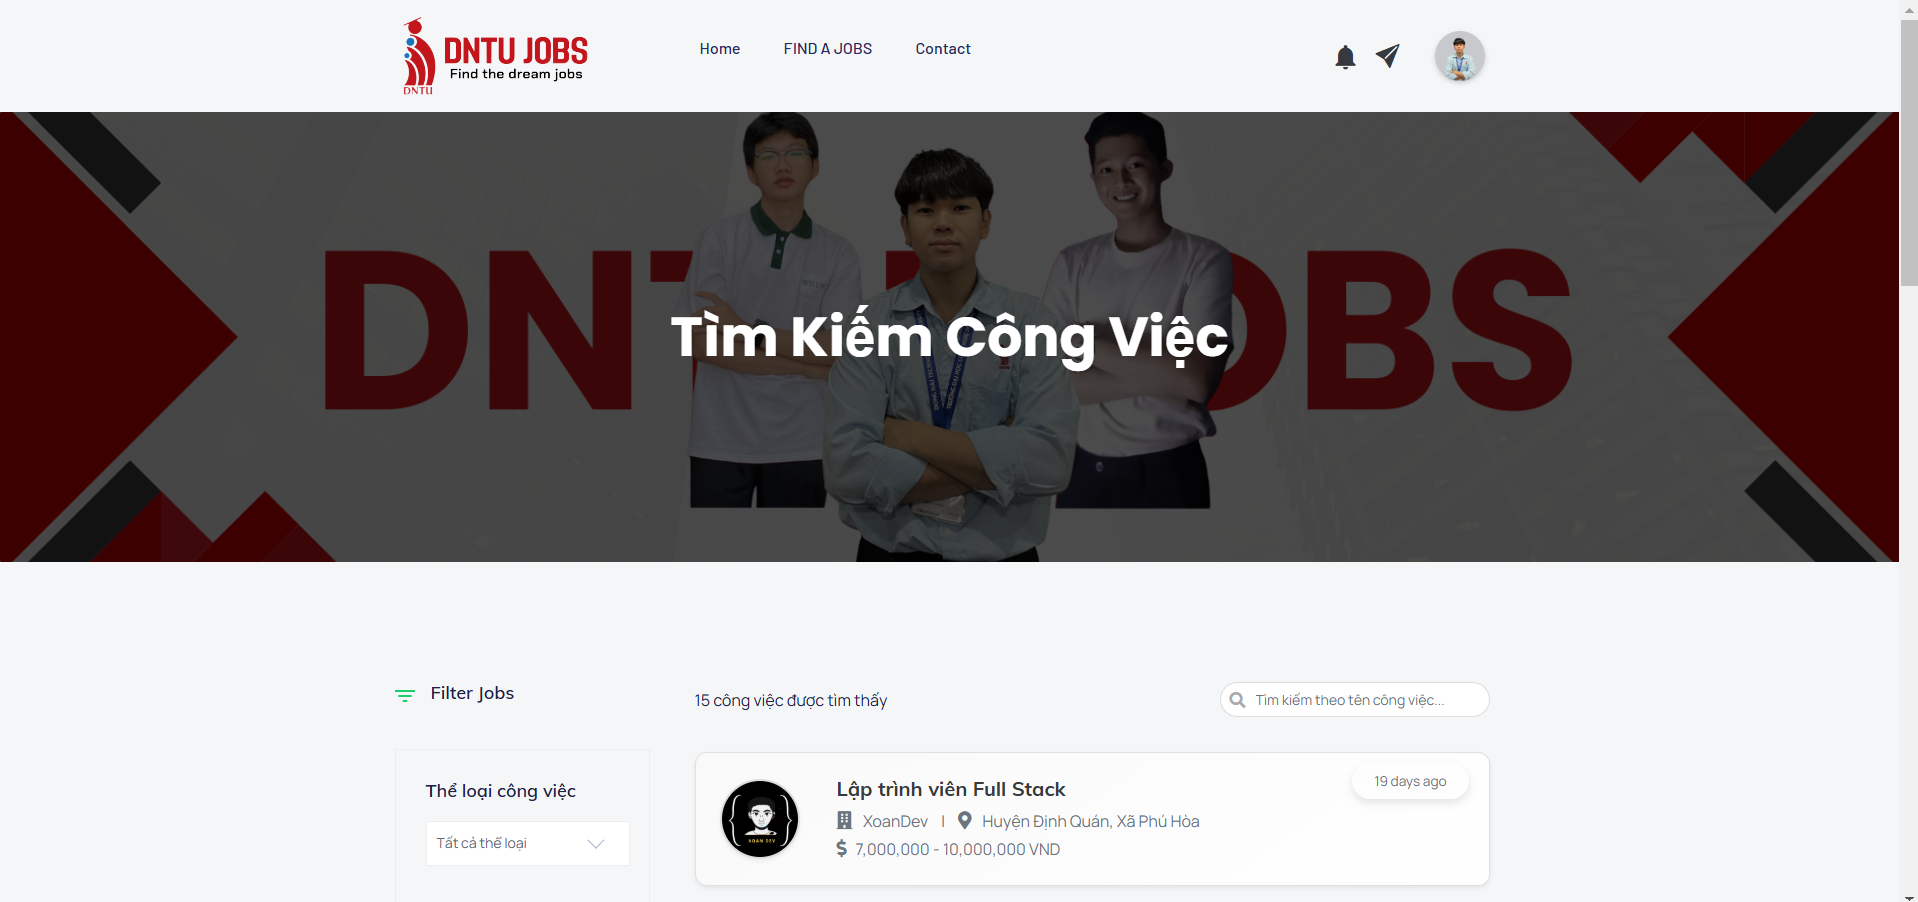 DNTU JOBS
Find the dream jobs
DNTU
Home
FIND A JOBS
Contact
Tìm Kiếm Công Việc
Filter Jobs
15 công việc được tìm thấy
Tìm kiếm theo tên công việc...
Thể loại công việc
Tất cả thể loại
Lập trình viên Full Stack
19 days ago
XoanDev | Huyện Định Quán, Xã Phú Hòa
$ 7,000,000 - 10,000,000 VND
XOAN DEV